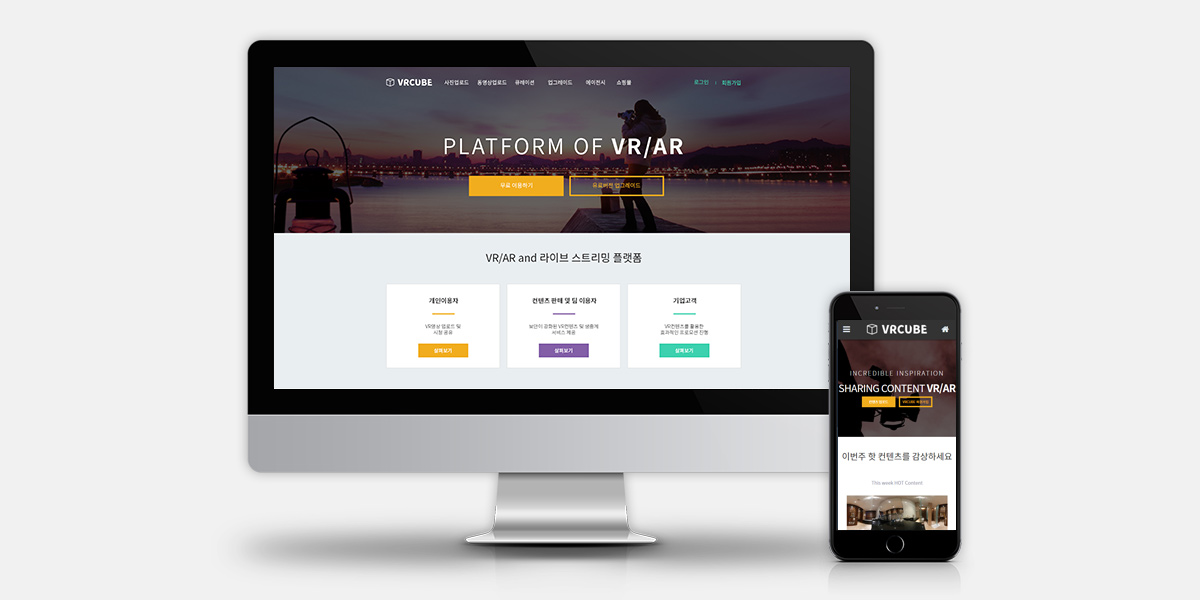 VRCUBE 사진업로드 동영상업로드 큐레이션 업그레이드 에이전시 쇼핑몰 로그인 | 회원가입
PLATFORM OF VR/AR
무료 이용하기 유료버전 업그레이드
VR/AR and 라이브 스트리밍 플랫폼
개인이용자
VR영상 업로드 및
시청 공유
살펴보기
컨텐츠 판매 및 팀 이용자
보안이 강화된 VR컨텐츠 및
서비스 제공
살펴보기
기업고객
VR컨텐츠를 활용한
효과적인 프로모션 진행
살펴보기
VRCUBE
INCREDIBLE INSPIRATION
SHARING CONTENT VR/AR
VRCUBE
이번주 핫 컨텐츠를 감상하세요
This week HOT Content